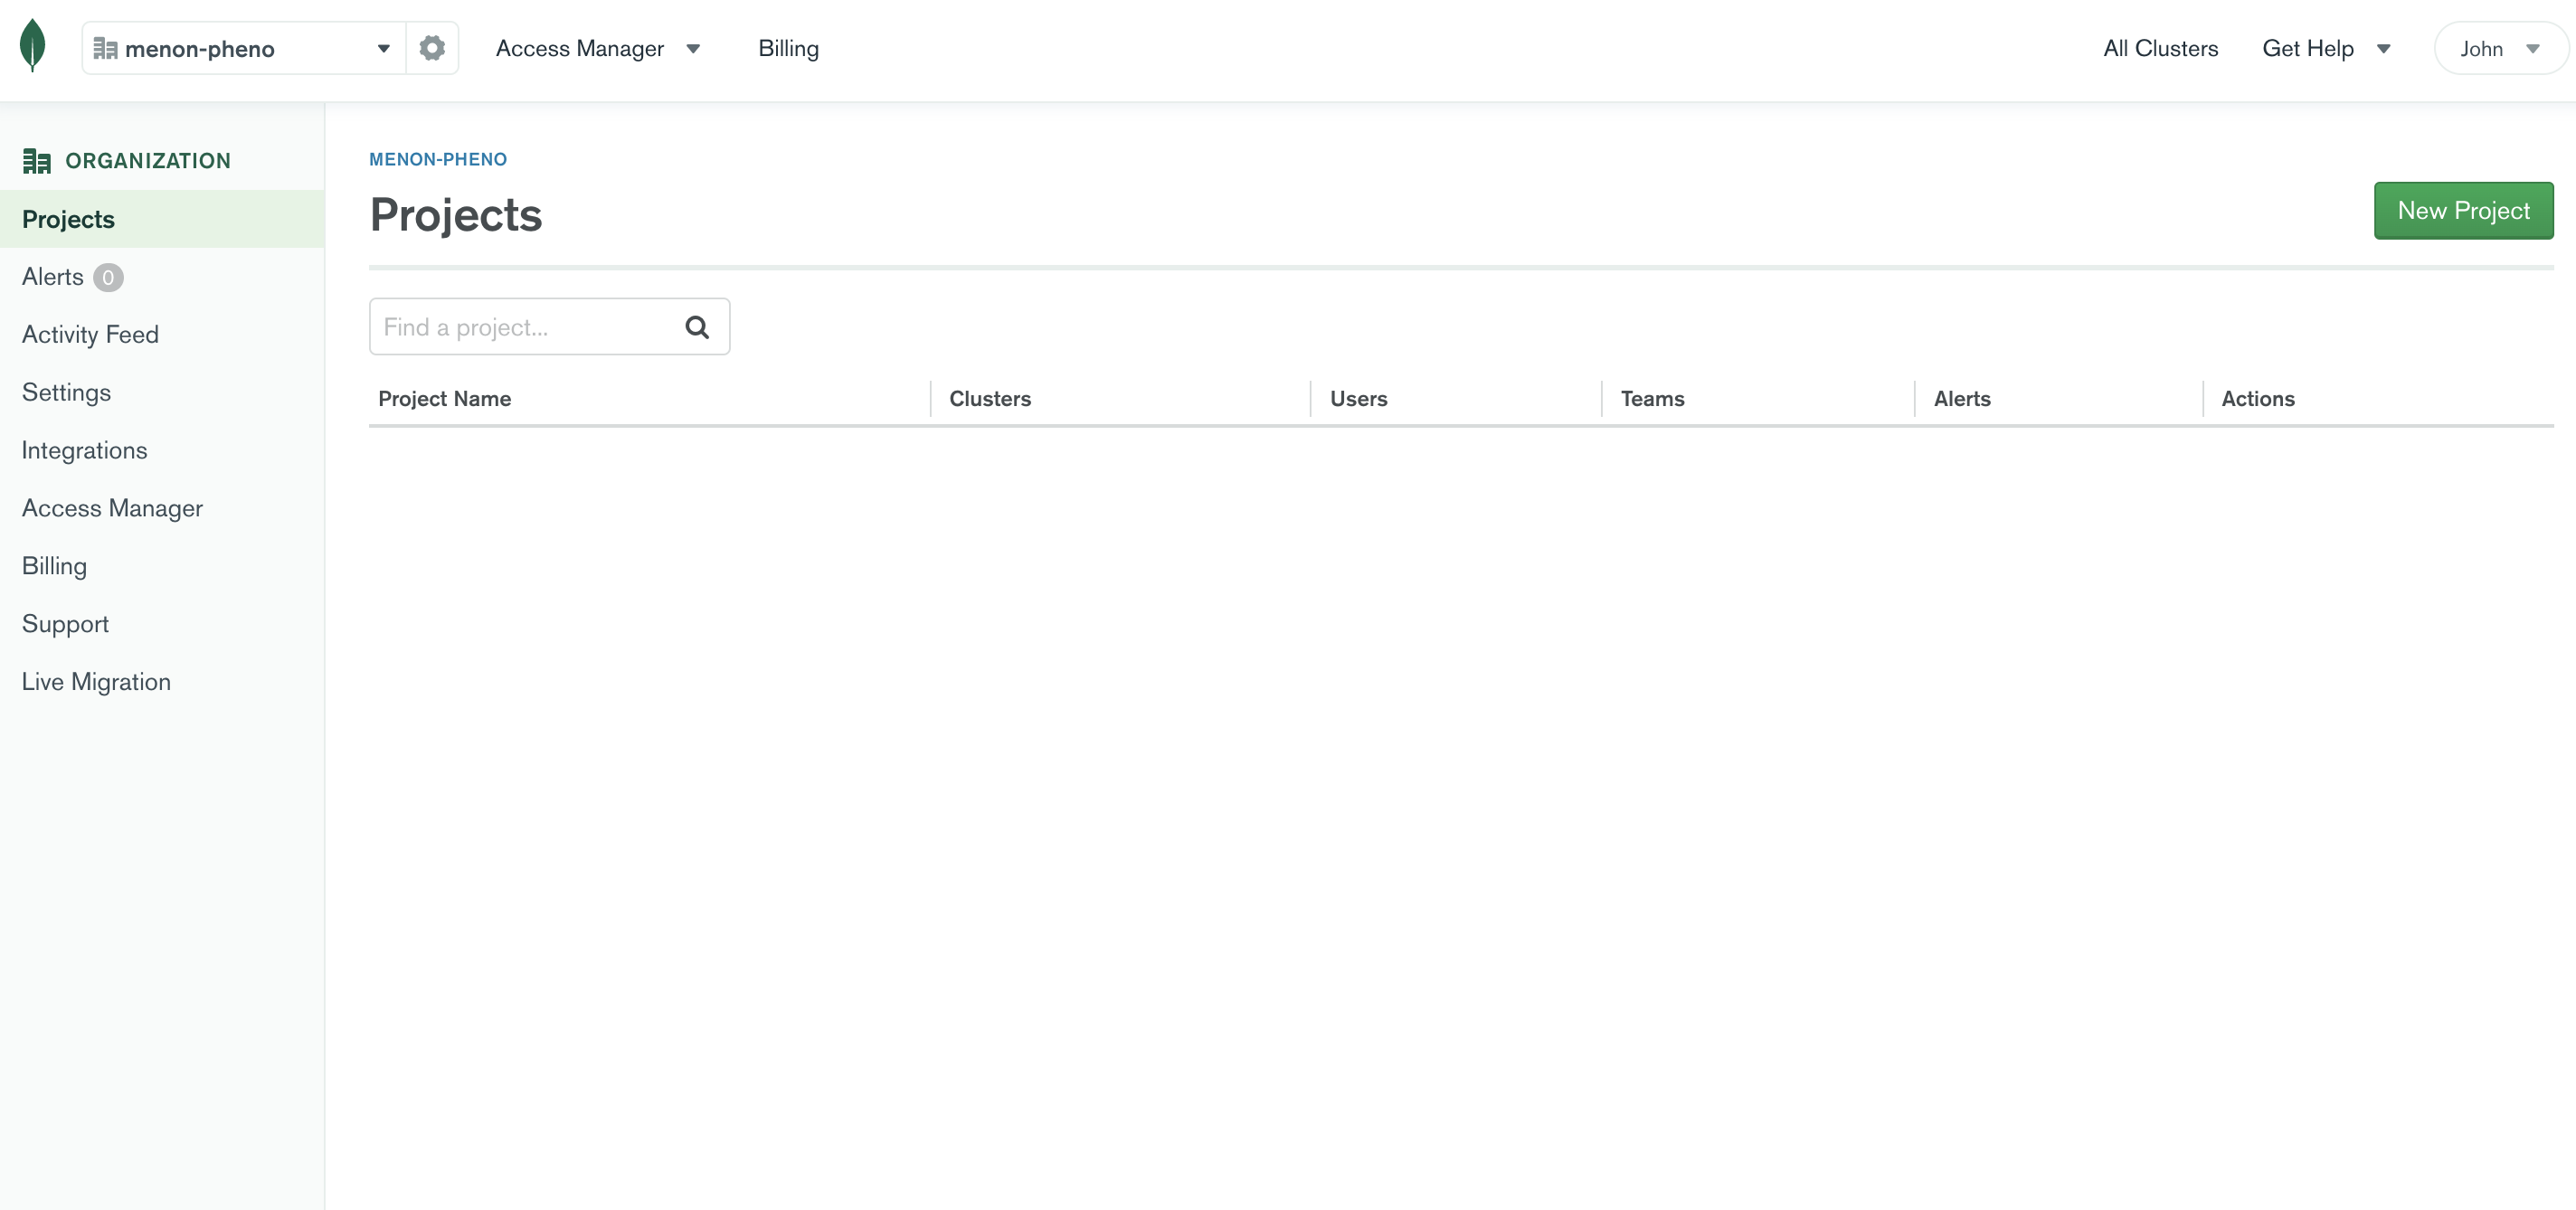 menon-pheno
Access Manager
Billing
All Clusters
Get Help
John
ORGANIZATION
Projects
Alerts 0
Activity Feed
Settings
Integrations
Access Manager
Billing
Support
Live Migration
MENON-PHENO
Projects
New Project
Find a project...
Project Name Clusters Users Teams Alerts Actions